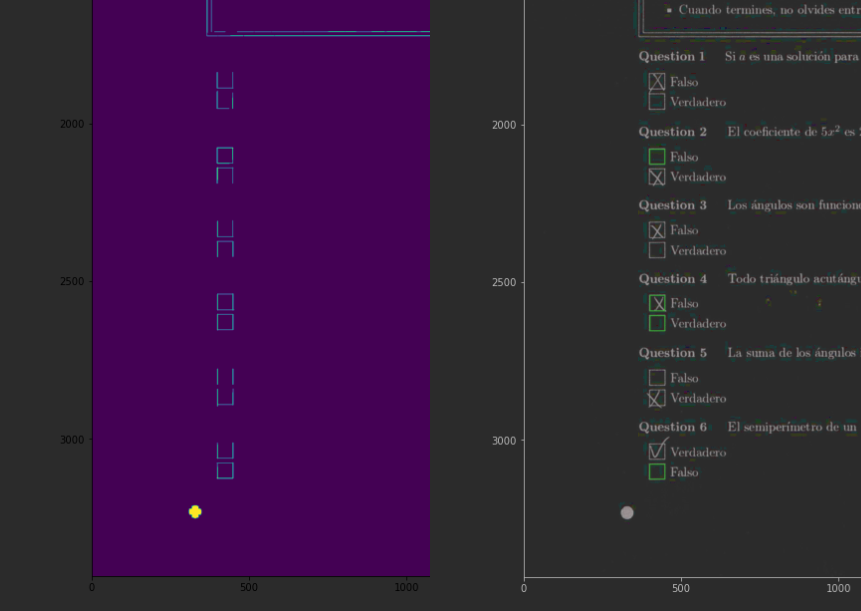 ▪ Cuando termines, no olvides entr
Question 1 Si a es una solución para
Falso
Verdadero
2000
2000
Question 2 El coeficiente de 5x² es
Falso
Verdadero
Question 3 Los ángulos son funcion
Falso
Verdadero
2500
2500
Question 4 Todo triángulo acutángu
Falso
Verdadero
Question 5 La suma de los ángulos
Falso
Verdadero
Question 6 El semiperímetro de un
3000
3000
Verdadero
Falso
0
500
1000
0
500
1000